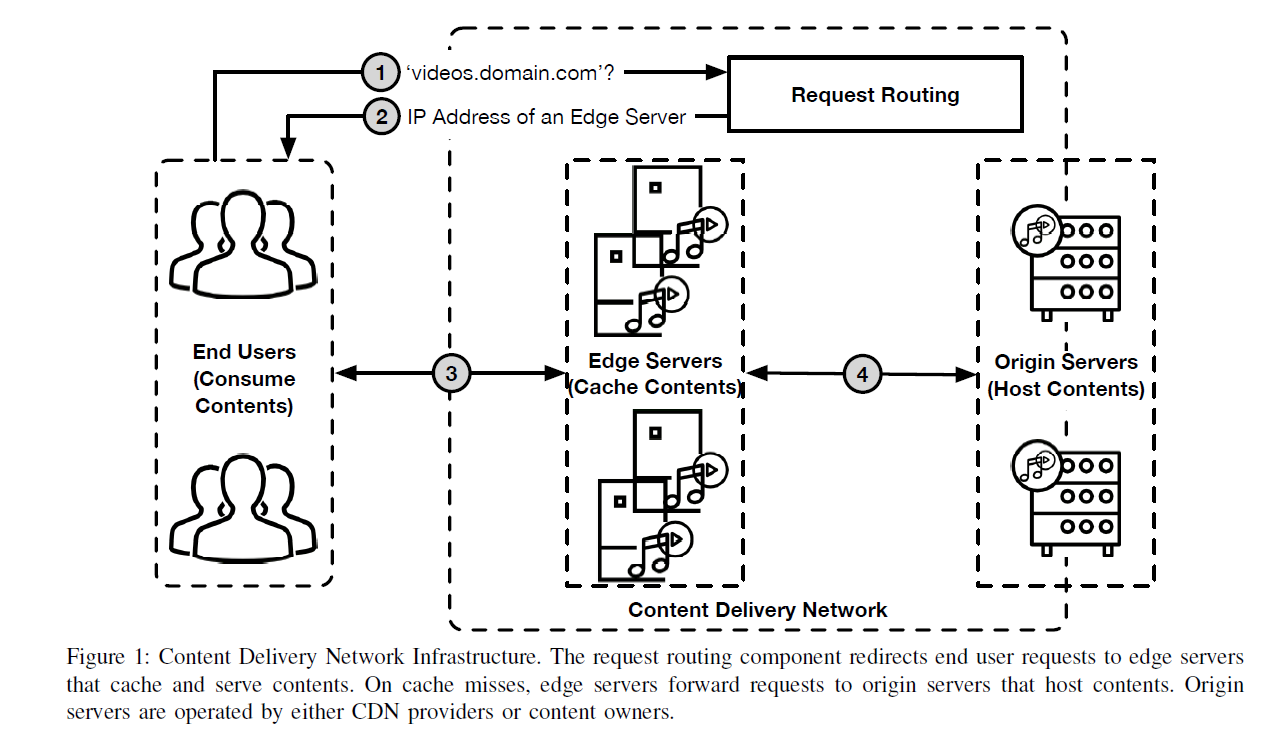 1 'videos.domain.com'?
Request Routing
2 IP Address of an Edge Server
End Users
(Consume
Contents)
3
Edge Servers
(Cache Contents)
4
Origin Servers
(Host Contents)
Content Delivery Network
Figure 1: Content Delivery Network Infrastructure. The request routing component redirects end user requests to edge servers
that cache and serve contents. On cache misses, edge servers forward requests to origin servers that host contents. Origin
servers are operated by either CDN providers or content owners.